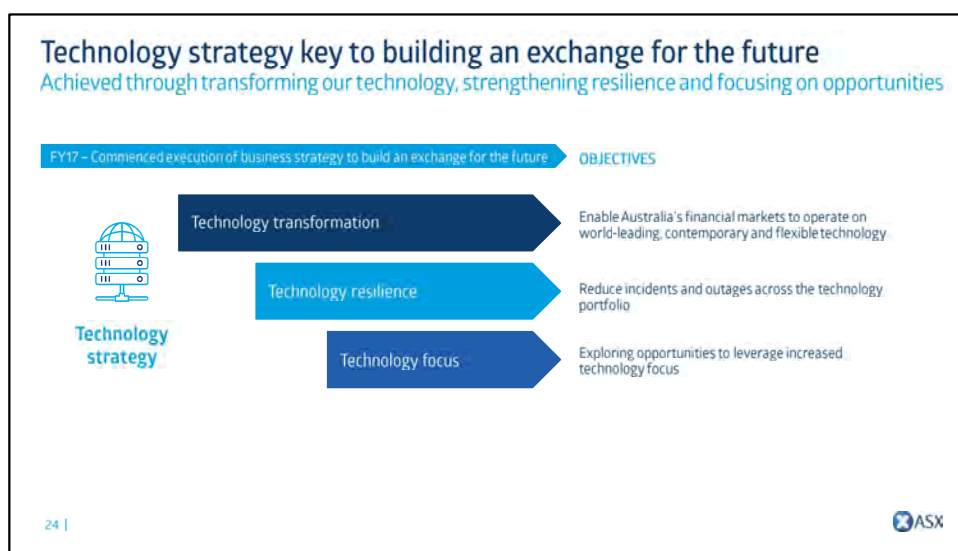 Technology strategy key to building an exchange for the future
Achieved through transforming our technology, strengthening resilience and focusing on opportunities
FY17 – Commenced execution of business strategy to build an exchange for the future
OBJECTIVES
Technology transformation
Enable Australia's financial markets to operate on
world-leading, contemporary and flexible technology
Technology resilience
Reduce incidents and outages across the technology
portfolio
Technology
strategy
Technology focus
Exploring opportunities to leverage increased
technology focus
24 |
ASX